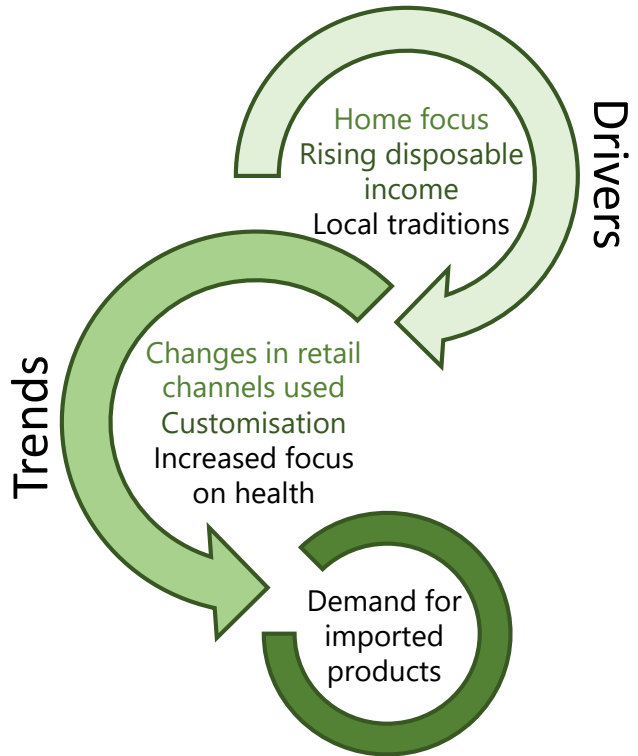 Drivers
Home focus
Rising disposable
income
Local traditions
Trends
Changes in retail
channels used
Customisation
Increased focus
on health
Demand for
imported
products